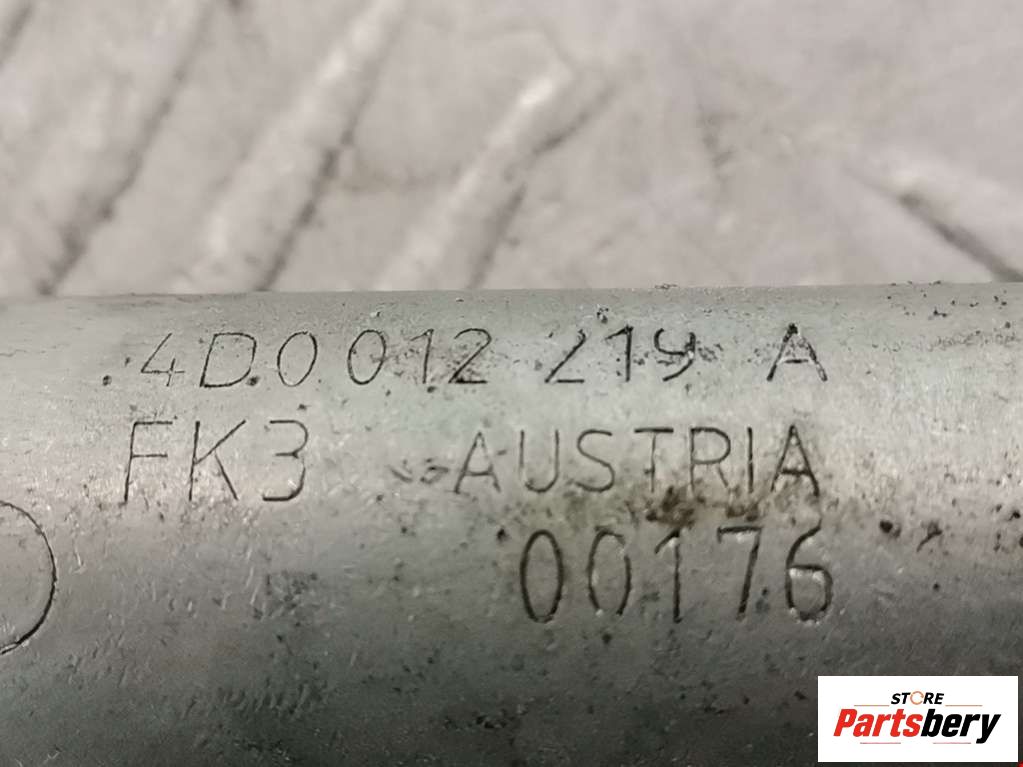 4D0 012 219 A
FK3 AUSTRIA
00176
STORE
Partsbery